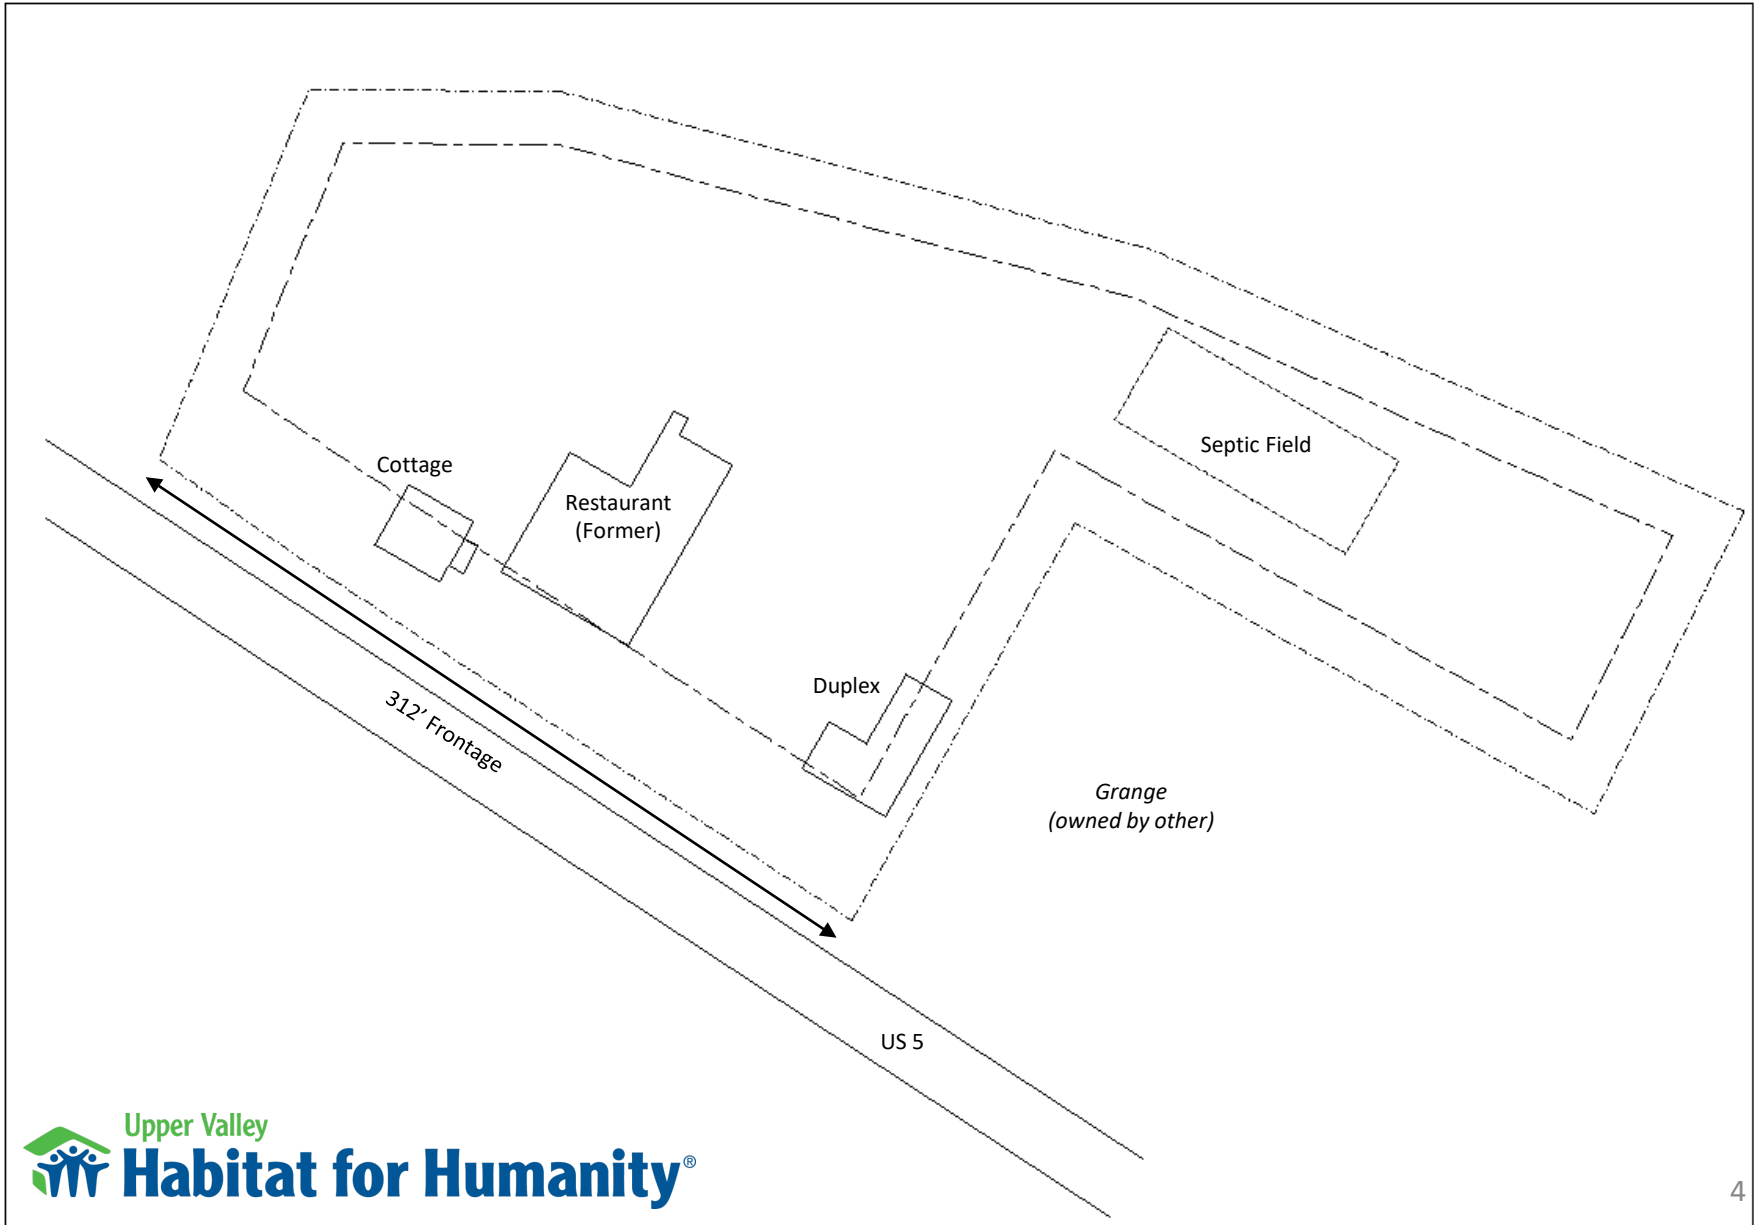 Cottage
Restaurant
(Former)
Septic Field
Duplex
312’ Frontage
Grange
(owned by other)
US 5
Upper Valley
Habitat for Humanity®
4